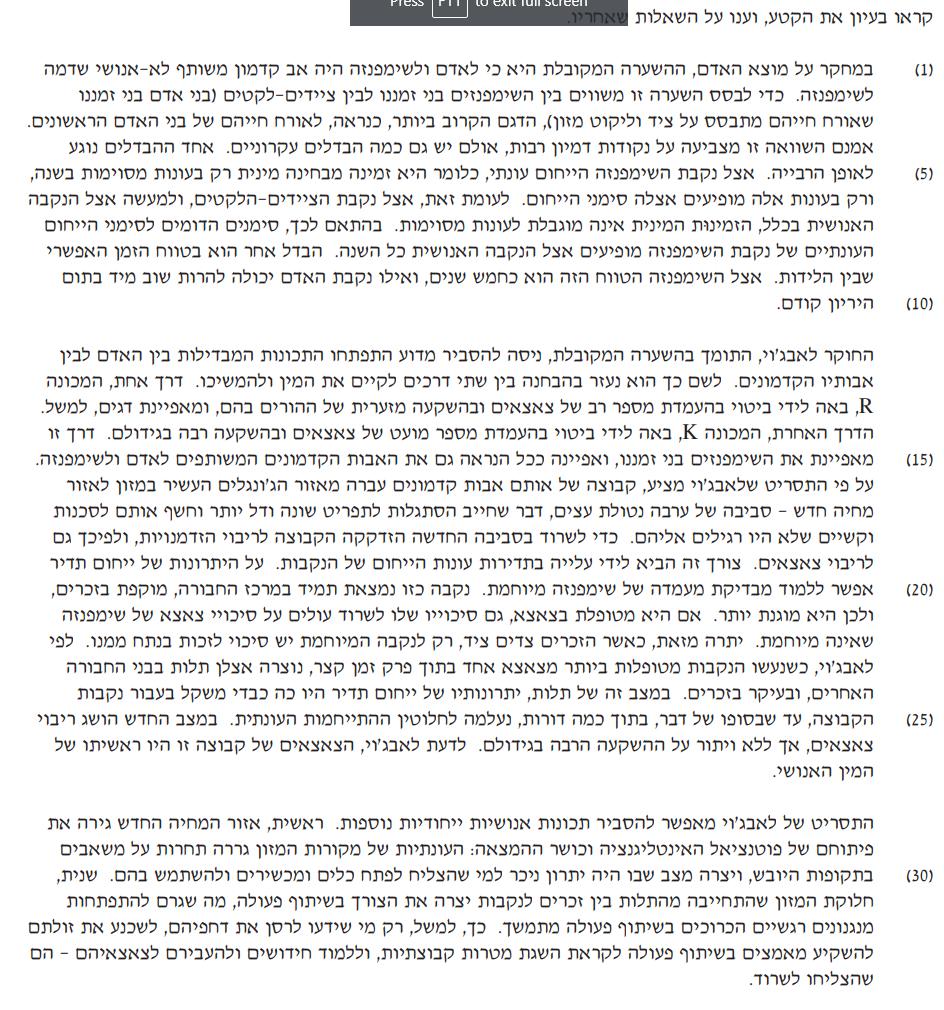 Press F11 to exit full screen
קראו בעיון את הקטע, וענו על השאלות שאחריו.
(1) במחקר על מוצא האדם, ההשערה המקובלת היא כי לאדם ולשימפנזה היה אב קדמון משותף לא-אנושי שדמה
לשימפנזה. כדי לבסס השערה זו משווים בין השימפנזים בני זמננו לבין ציידים-לקטים (בני אדם בני זמננו
שאורח חייהם מתבסס על ציד וליקוט מזון), הדגם הקרוב ביותר, כנראה, לאורח חייהם של בני האדם הראשונים.
אמנם השוואה זו מצביעה על נקודות דמיון רבות, אולם יש גם כמה הבדלים עקרוניים. אחד ההבדלים נוגע
(5) לאופן הרבייה. אצל נקבת השימפנזה הייחום עונתי, כלומר היא זמינה מבחינה מינית רק בעונות מסוימות בשנה,
ורק בעונות אלה מופיעים אצלה סימני הייחום. לעומת זאת, אצל נקבת הציידים-הלקטים, ולמעשה אצל הנקבה
האנושית בכלל, הזמינוּת המינית אינה מוגבלת לעונות מסוימות. בהתאם לכך, סימנים הדומים לסימני הייחום
העונתיים של נקבת השימפנזה מופיעים אצל הנקבה האנושית כל השנה. הבדל אחר הוא בטווח הזמן האפשרי
שבין הלידות. אצל השימפנזה הטווח הזה הוא כחמש שנים, ואילו נקבת האדם יכולה להרות שוב מיד בתום
(10) היריון קודם.
החוקר לאבג'וי, התומך בהשערה המקובלת, ניסה להסביר מדוע התפתחו התכונות המבדילות בין האדם לבין
אבותיו הקדמונים. לשם כך הוא נעזר בהבחנה בין שתי דרכים לקיים את המין ולהמשיכו. דרך אחת, המכונה
R, באה לידי ביטוי בהעמדת מספר רב של צאצאים ובהשקעה מזערית של ההורים בהם, ומאפיינת דגים, למשל.
הדרך האחרת, המכונה K, באה לידי ביטוי בהעמדת מספר מועט של צאצאים ובהשקעה רבה בגידולם. דרך זו
(15) מאפיינת את השימפנזים בני זמננו, ואפיינה ככל הנראה גם את האבות הקדמונים המשותפים לאדם ולשימפנזה.
על פי התסריט שלאבג'וי מציע, קבוצה של אותם אבות קדמונים עברה מאזור הג'ונגלים העשיר במזון לאזור
מחיה חדש - סביבה של ערבה נטולת עצים, דבר שחייב הסתגלות לתפריט שונה ודל יותר וחשף אותם לסכנות
וקשיים שלא היו רגילים אליהם. כדי לשרוד בסביבה החדשה הזדקקה הקבוצה לריבוי הזדמנויות, ולפיכך גם
לריבוי צאצאים. צורך זה הביא לידי עלייה בתדירות עונות הייחום של הנקבות. על היתרונות של ייחום תדיר
(20) אפשר ללמוד מבדיקת מעמדה של שימפנזה מיוחמת. נקבה כזו נמצאת תמיד במרכז החבורה, מוקפת בזכרים,
ולכן היא מוגנת יותר. אם היא מטופלת בצאצא, גם סיכוייו שלו לשרוד עולים על סיכויי צאצא של שימפנזה
שאינה מיוחמת. יתרה מזאת, כאשר הזכרים צדים ציד, רק לנקבה המיוחמת יש סיכוי לזכות בנתח ממנו. לפי
לאבג'וי, כשנעשו הנקבות מטופלות ביותר מצאצא אחד בתוך פרק זמן קצר, נוצרה אצלן תלות בבני החבורה
האחרים, ובעיקר בזכרים. במצב זה של תלות, יתרונותיו של ייחום תדיר היו כה כבדי משקל בעבור נקבות
(25) הקבוצה, עד שבסופו של דבר, בתוך כמה דורות, נעלמה לחלוטין ההתייחמות העונתית. במצב החדש הושג ריבוי
צאצאים, אך ללא ויתור על ההשקעה הרבה בגידולם. לדעת לאבג'וי, הצאצאים של קבוצה זו היו ראשיתו של
המין האנושי.
התסריט של לאבג'וי מאפשר להסביר תכונות אנושיות ייחודיות נוספות. ראשית, אזור המחיה החדש גירה את
פיתוחם של פוטנציאל האינטליגנציה וכושר ההמצאה: העונתיות של מקורות המזון גררה תחרות על משאבים
(30) בתקופות היובש, ויצרה מצב שבו היה יתרון ניכר למי שהצליח לפתח כלים ומכשירים ולהשתמש בהם. שנית,
חלוקת המזון שהתחייבה מהתלות בין זכרים לנקבות יצרה את הצורך בשיתוף פעולה, מה שגרם להתפתחות
מנגנונים רגשיים הכרוכים בשיתוף פעולה מתמשך. כך, למשל, רק מי שידעו לרסן את דחפיהם, לשכנע את זולתם
להשקיע מאמצים בשיתוף פעולה לקראת השגת מטרות קבוצתיות, וללמוד חידושים ולהעבירם לצאצאיהם - הם
שהצליחו לשרוד.